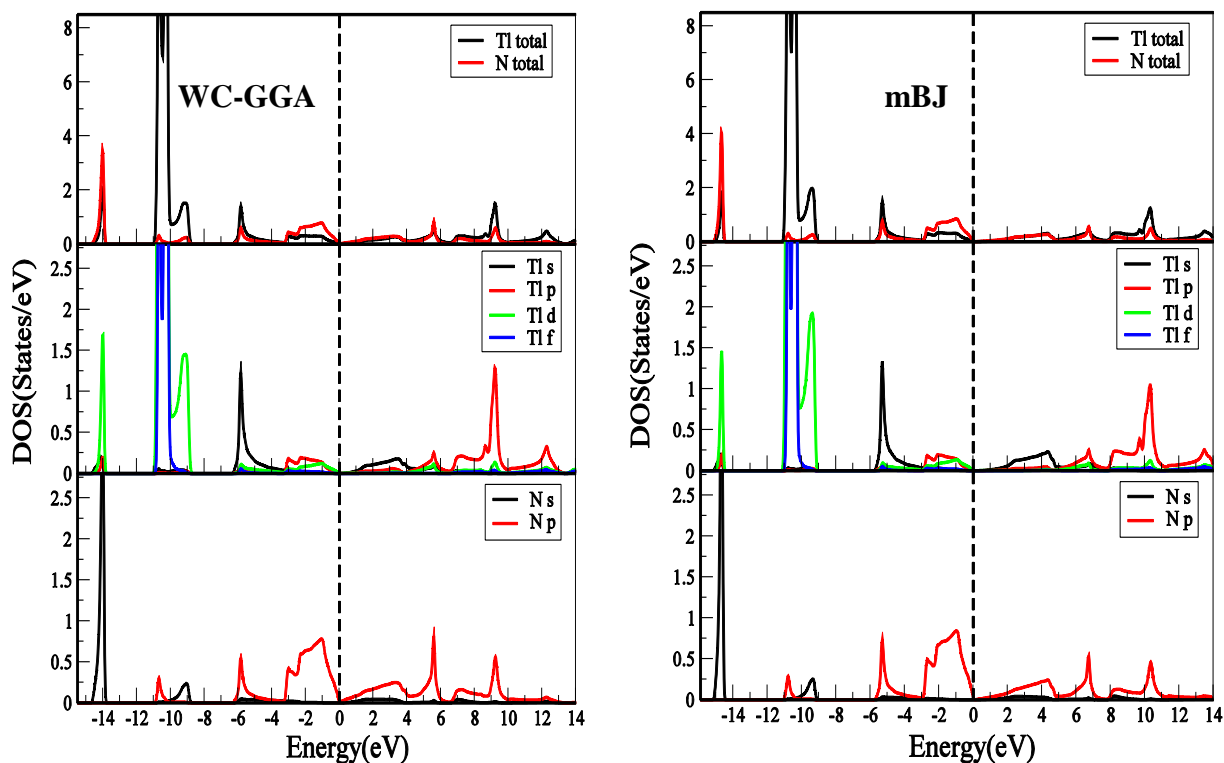 8
6
4
2
0
WC-GGA
Tl total
N total
8
6
4
2
0
mBJ
Tl total
N total
DOS(States/eV)
2.5
2
1.5
1
0.5
0
Tl s
Tl p
Tl d
Tl f
DOS(States/eV)
2.5
2
1.5
1
0.5
0
Tl s
Tl p
Tl d
Tl f
2.5
2
1.5
1
0.5
0
N s
N p
2.5
2
1.5
1
0.5
0
N s
N p
-14 -12 -10 -8 -6 -4 -2 0 2 4 6 8 10 12 14
Energy(eV)
-14 -12 -10 -8 -6 -4 -2 0 2 4 6 8 10 12 14
Energy(eV)